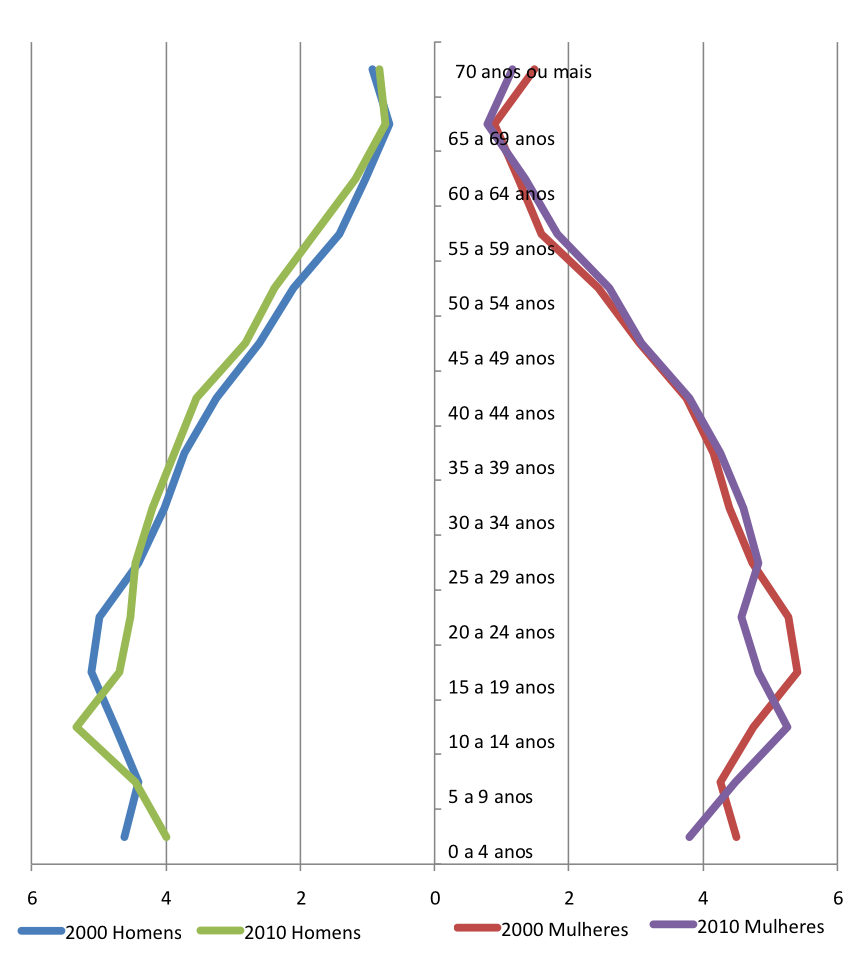 70 anos ou mais
65 a 69 anos
60 a 64 anos
55 a 59 anos
50 a 54 anos
45 a 49 anos
40 a 44 anos
35 a 39 anos
30 a 34 anos
25 a 29 anos
20 a 24 anos
15 a 19 anos
10 a 14 anos
5 a 9 anos
0 a 4 anos
6 4 2 0 2 4 6
2000 Homens 2010 Homens 2000 Mulheres 2010 Mulheres